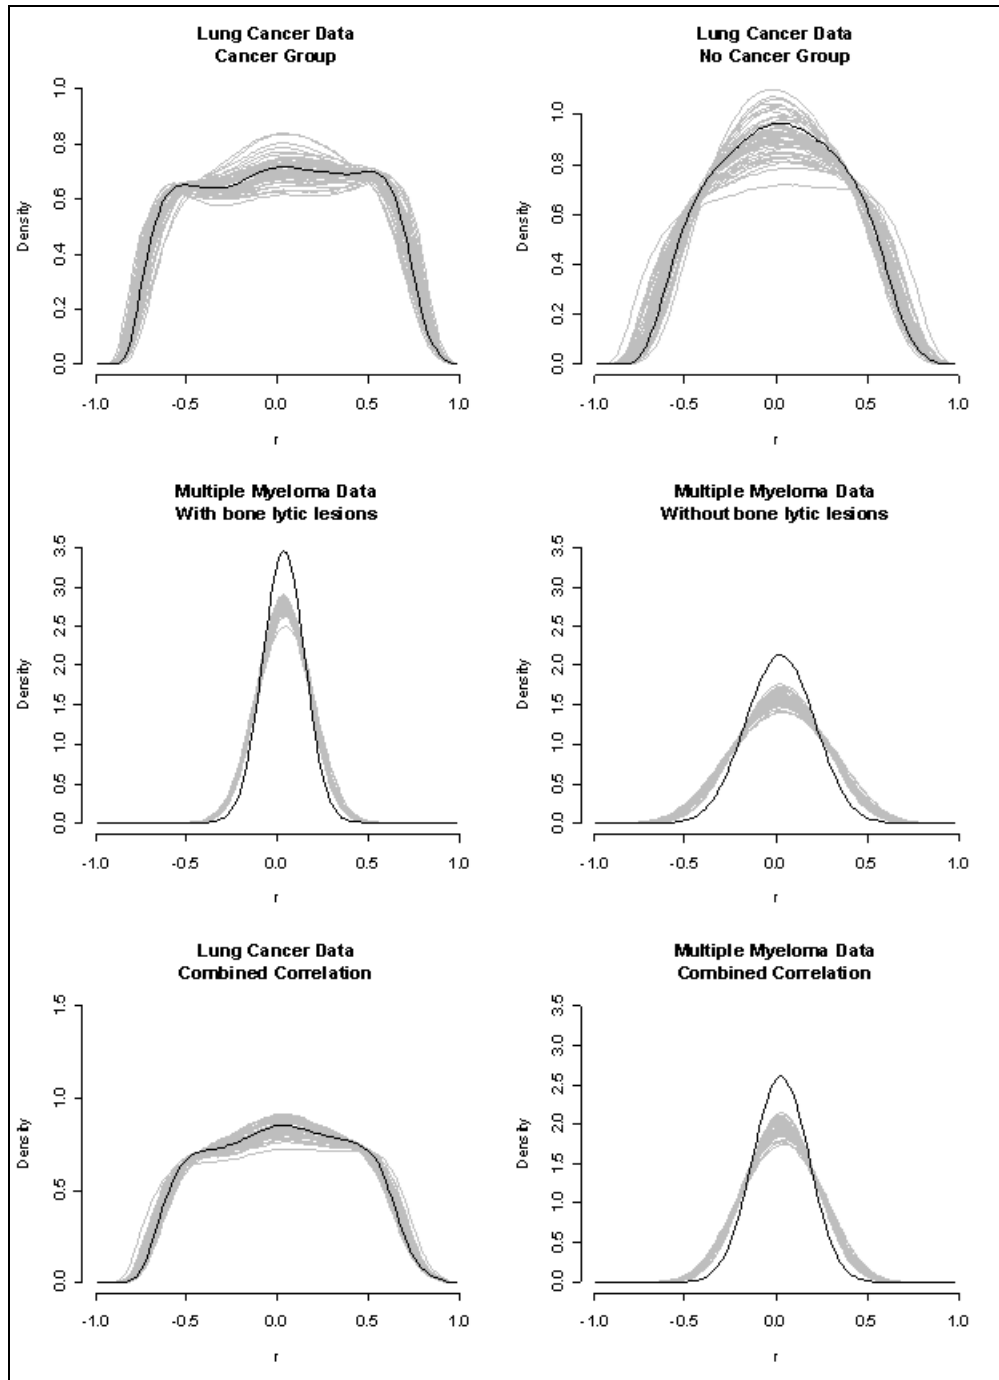 Lung Cancer Data
Cancer Group
Density
0.0 0.2 0.4 0.6 0.8 1.0
-1.0 -0.5 0.0 0.5 1.0
r
Lung Cancer Data
No Cancer Group
Density
0.0 0.2 0.4 0.6 0.8 1.0
-1.0 -0.5 0.0 0.5 1.0
r
Multiple Myeloma Data
With bone lytic lesions
Density
0.0 0.5 1.0 1.5 2.0 2.5 3.0 3.5
-1.0 -0.5 0.0 0.5 1.0
r
Multiple Myeloma Data
Without bone lytic lesions
Density
0.0 0.5 1.0 1.5 2.0 2.5 3.0 3.5
-1.0 -0.5 0.0 0.5 1.0
r
Lung Cancer Data
Combined Correlation
Density
0.0 0.5 1.0 1.5
-1.0 -0.5 0.0 0.5 1.0
r
Multiple Myeloma Data
Combined Correlation
Density
0.0 0.5 1.0 1.5 2.0 2.5 3.0 3.5
-1.0 -0.5 0.0 0.5 1.0
r